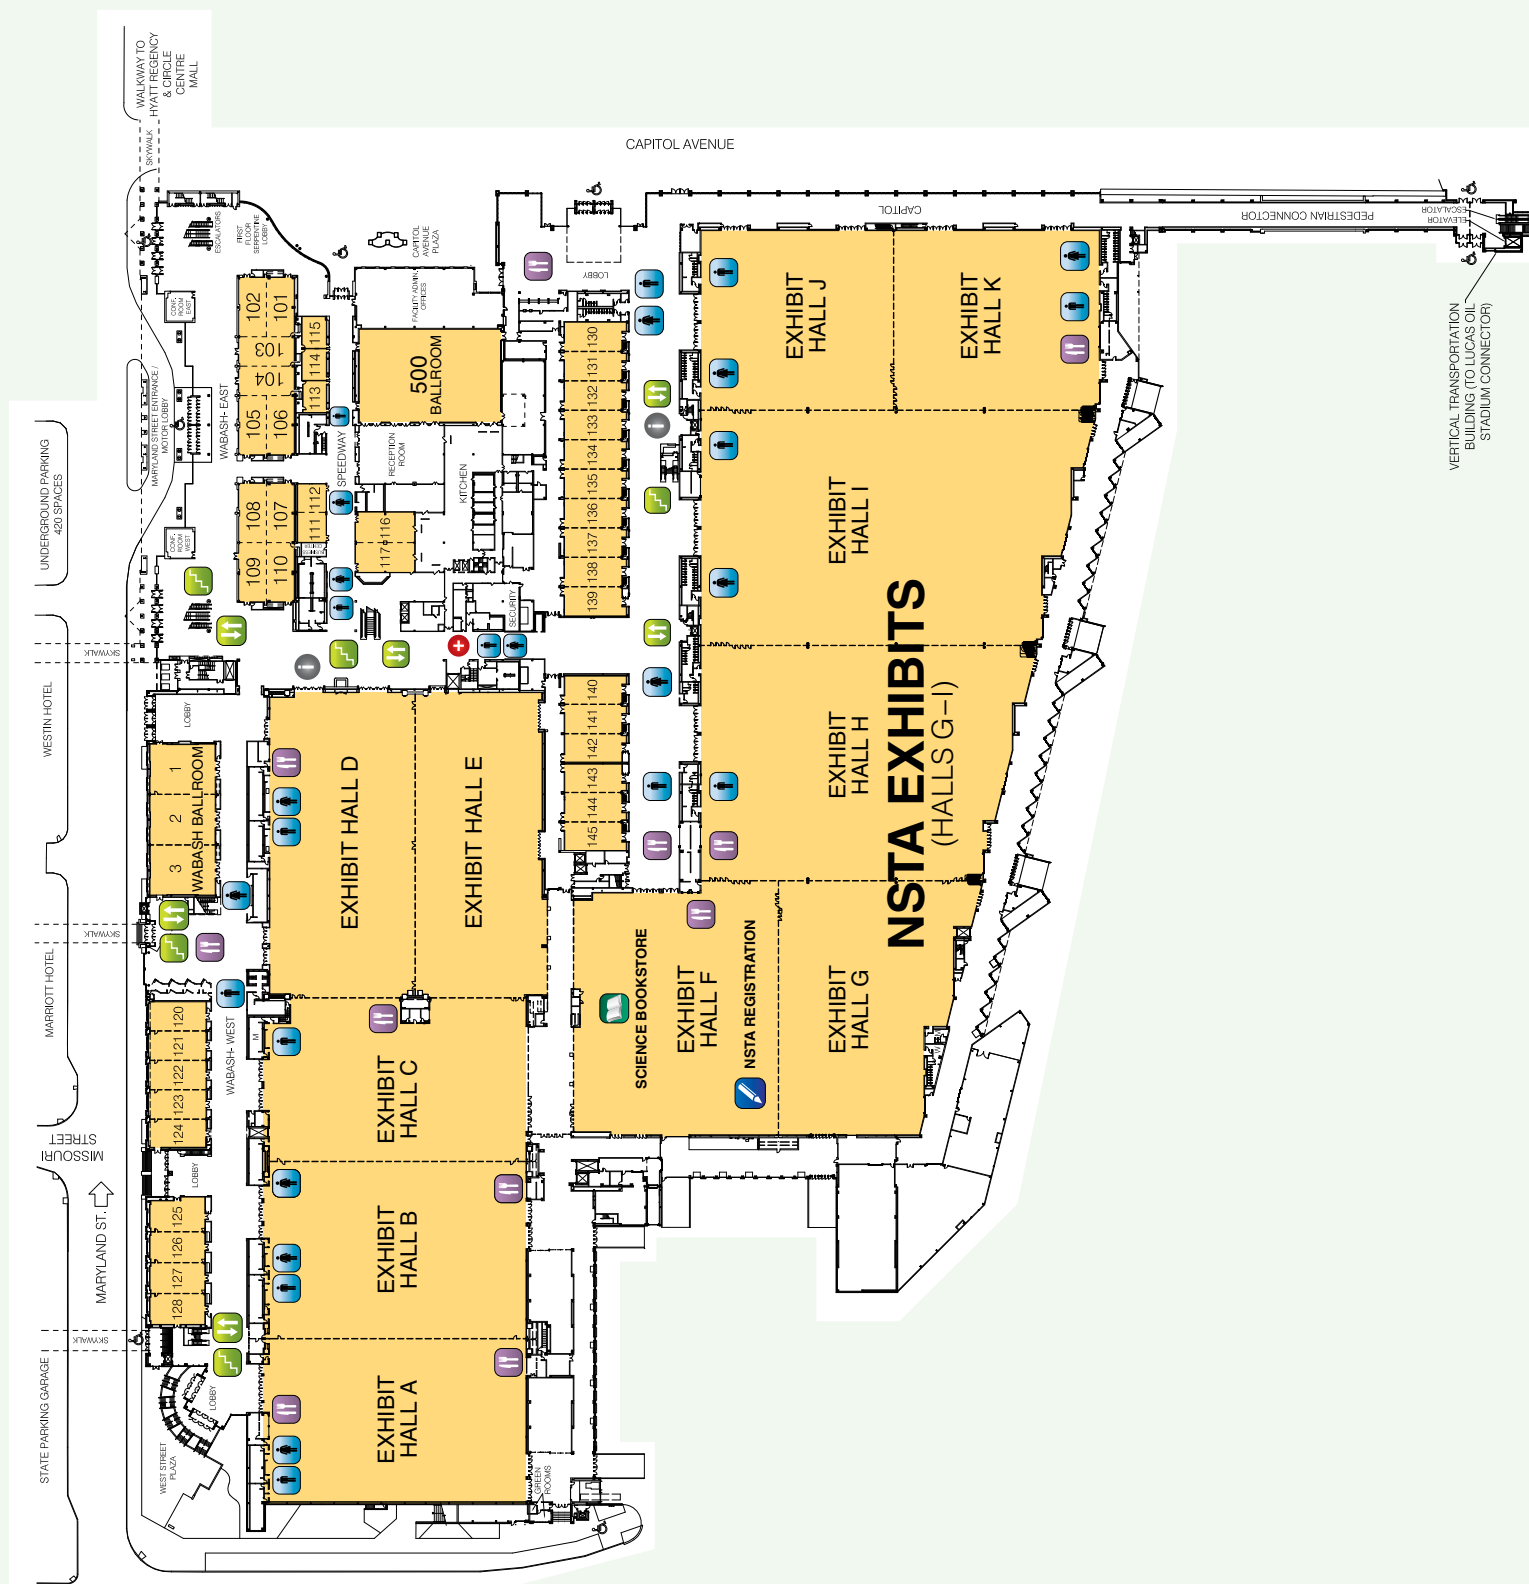 WALKWAY TO
HYATT REGENCY
& CIRCLE
CENTRE
MALL
SKYWALK
CAPITOL AVENUE
ESCALATORS
FIRST
FLOOR
SERPENTINE
LOBBY
CAPITOL
AVENUE
PLAZA
LOBBY
CAPITOL
PEDESTRIAN CONNECTOR
ELEVATOR
ESCALATOR
VERTICAL TRANSPORTATION
BUILDING (TO LUCAS OIL
STADIUM CONNECTOR)
CONF.
ROOM
EAST
102
101
103
104
105
106
115
114
113
FACILITY ADMIN.
OFFICES
500
BALLROOM
130
131
132
133
134
135
136
137
138
139
EXHIBIT
HALL J
EXHIBIT
HALL K
MARYLAND STREET ENTRANCE /
MOTOR LOBBY
WABASH- EAST
SPEEDWAY
RECEPTION
ROOM
KITCHEN
UNDERGROUND PARKING
420 SPACES
CONF.
ROOM
WEST
108
107
109
110
112
111
BUSINESS
CENTER
116
117
SECURITY
EXHIBIT
HALL I
SKYWALK
WESTIN HOTEL
LOBBY
1
2
3
WABASH BALLROOM
EXHIBIT HALL D
EXHIBIT HALL E
140
141
142
143
144
145
EXHIBIT
HALL H
NSTA EXHIBITS
(HALLS G–I)
SKYWALK
MARRIOTT HOTEL
120
121
122
123
124
WABASH- WEST
M
EXHIBIT
HALL C
SCIENCE BOOKSTORE
EXHIBIT
HALL F
NSTA REGISTRATION
EXHIBIT
HALL G
W
M
MISSOURI
STREET
MARYLAND ST.
LOBBY
125
126
127
128
EXHIBIT
HALL B
SKYWALK
STATE PARKING GARAGE
LOBBY
WEST STREET
PLAZA
EXHIBIT
HALL A
GREEN
ROOMS